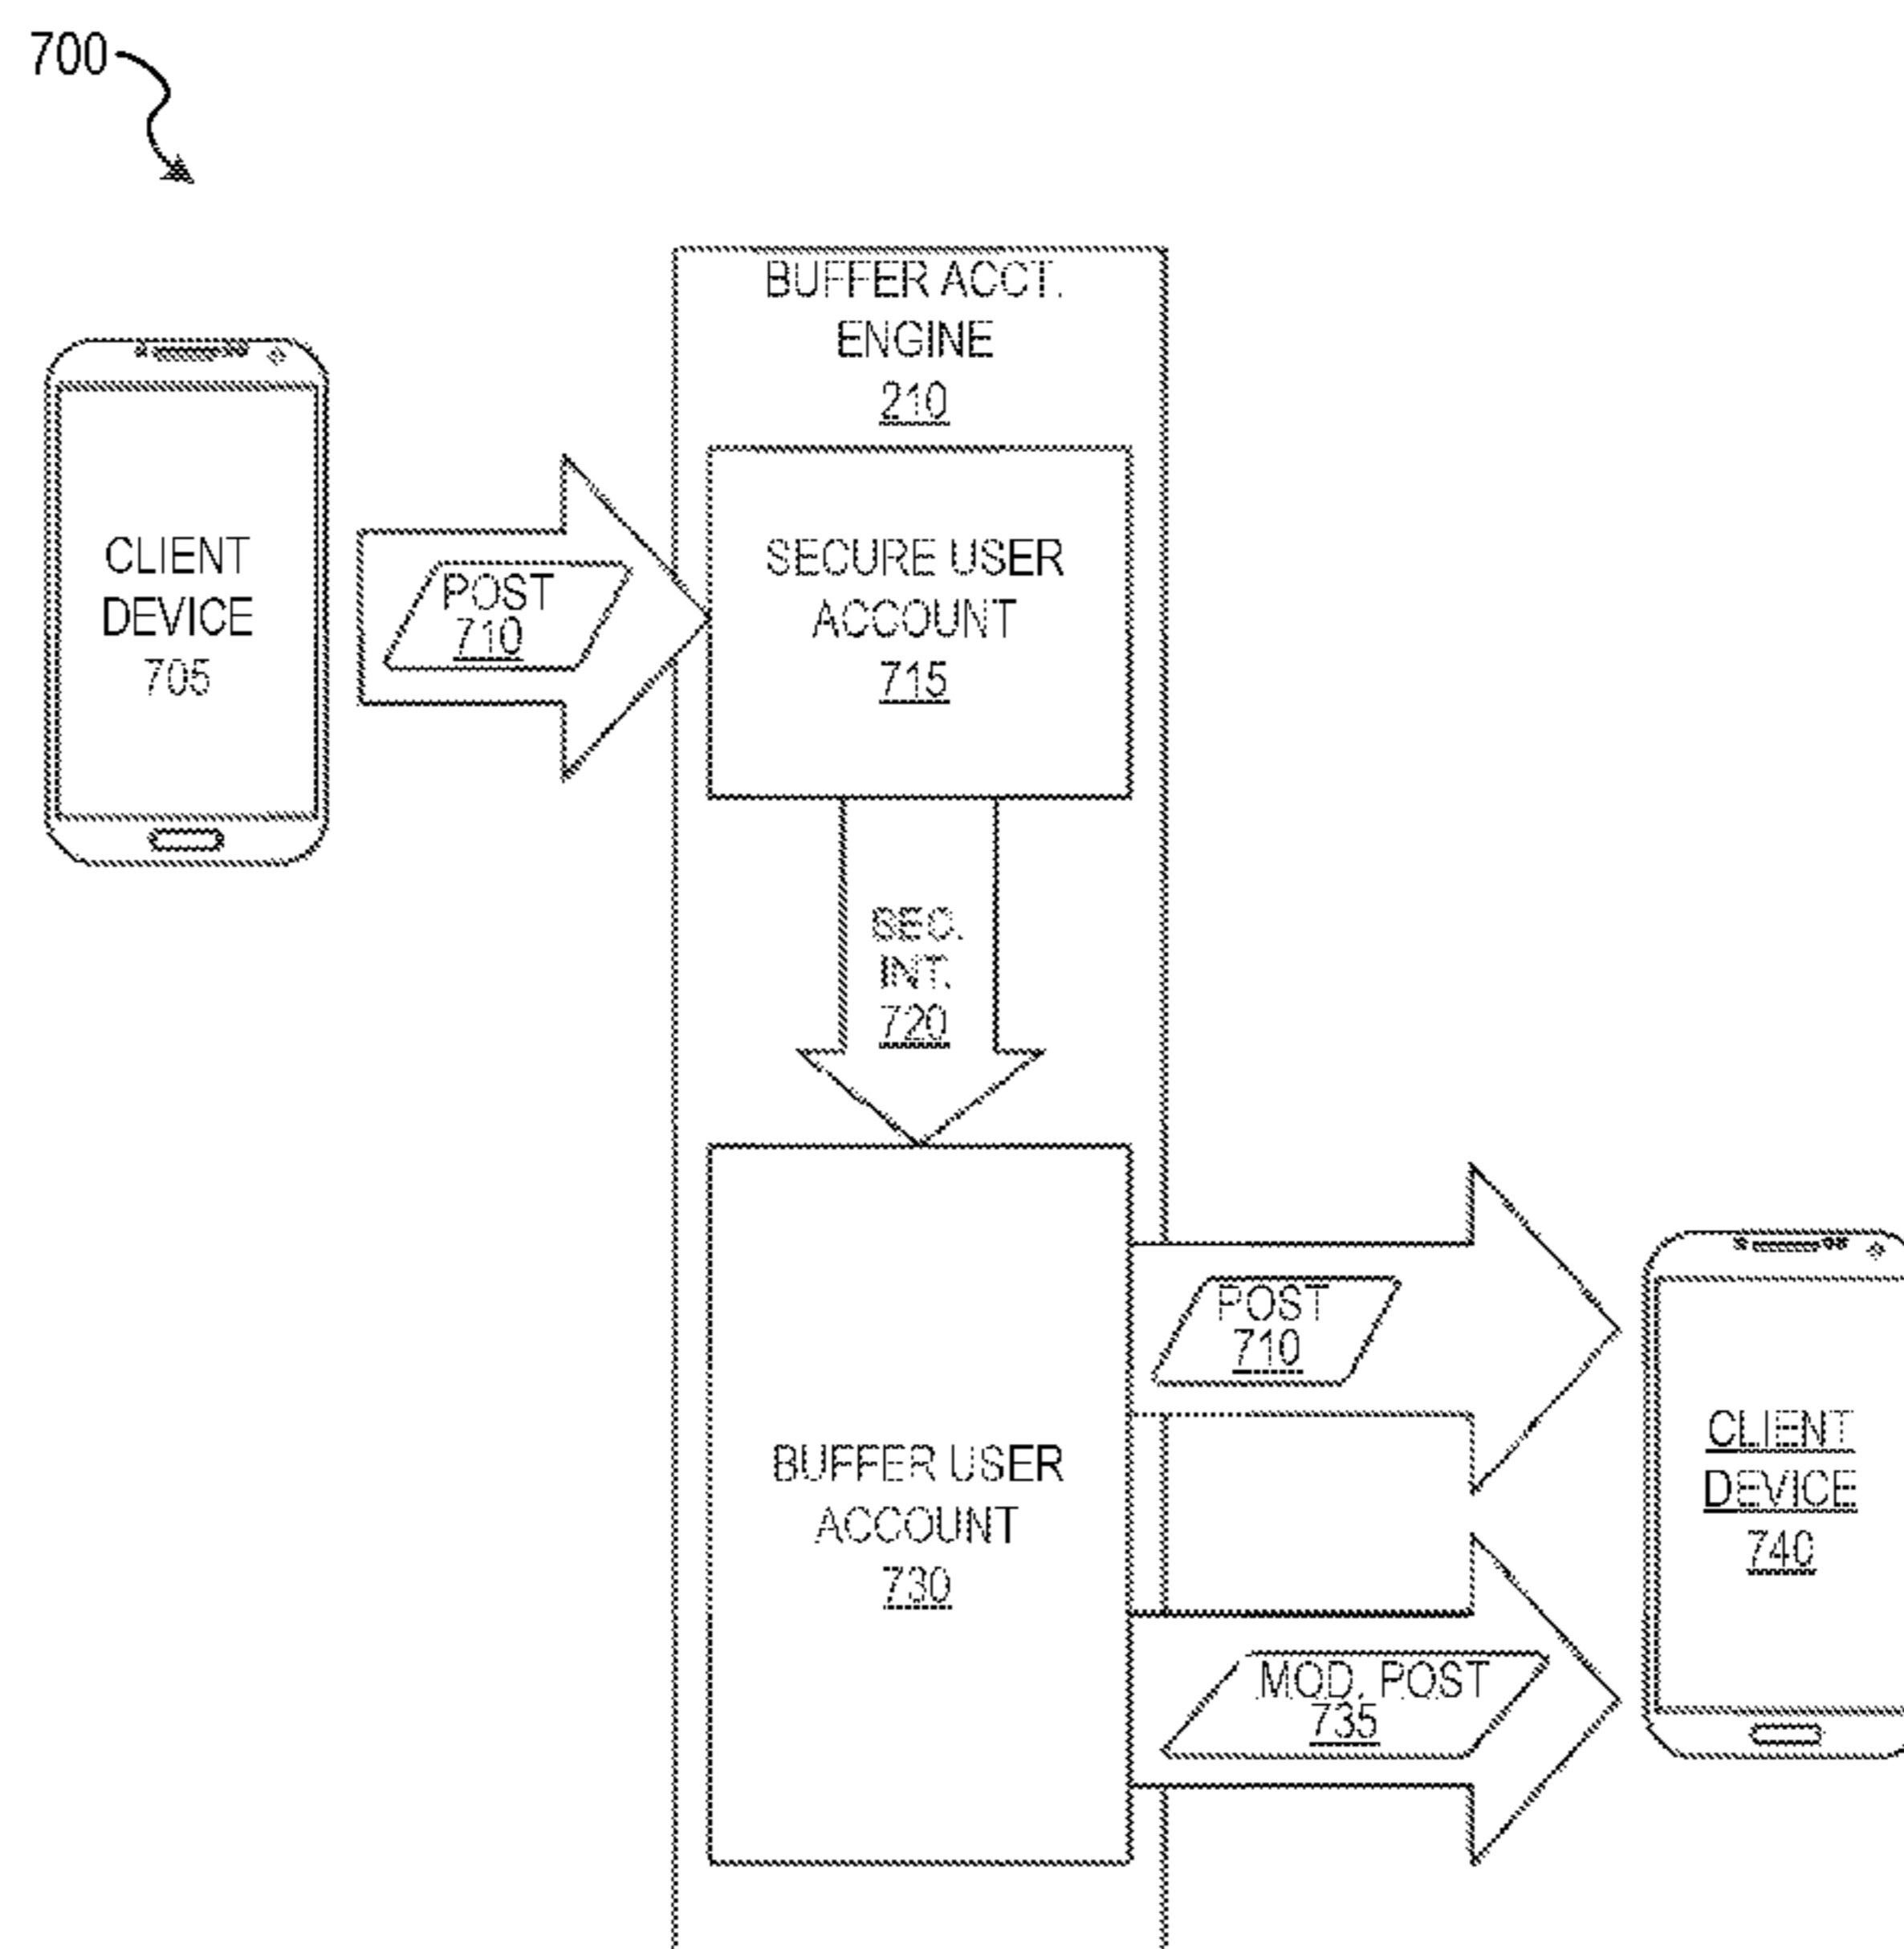 700
BUFFER ACCT.
ENGINE
210
CLIENT
DEVICE
705
POST
710
SECURE USER
ACCOUNT
715
SEC.
INT.
720
BUFFER USER
ACCOUNT
730
POST
710
MOD. POST
735
CLIENT
DEVICE
740